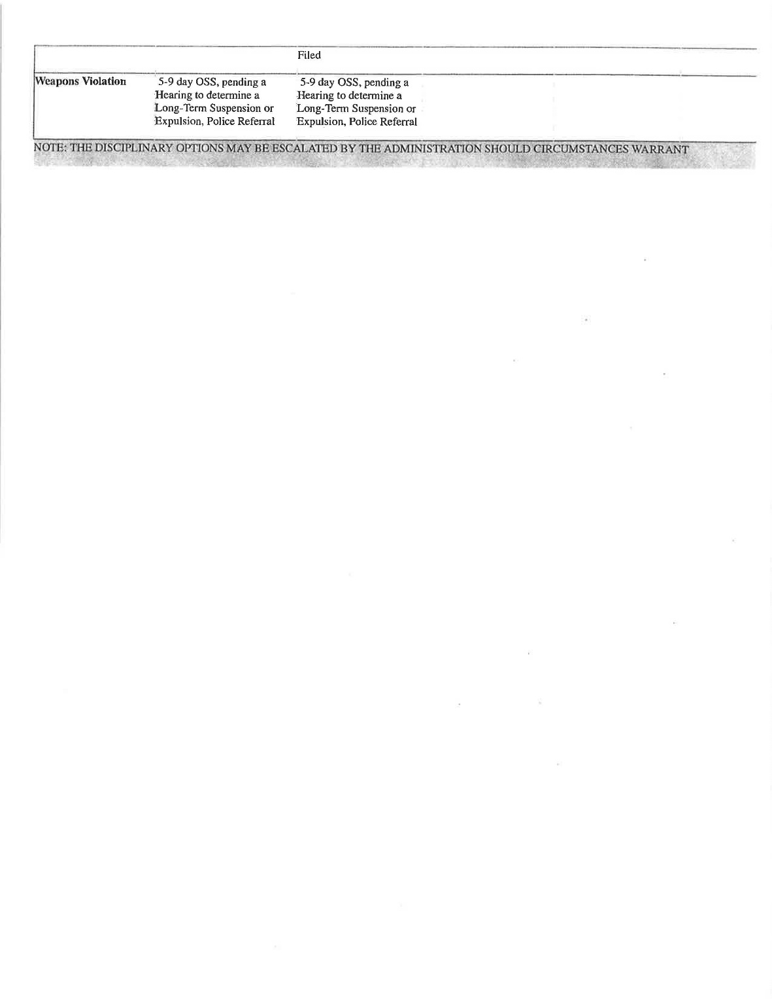 Filed
Weapons Violation
5-9 day OSS, pending a
Hearing to determine a
Long-Term Suspension or
Expulsion, Police Referral
5-9 day OSS, pending a
Hearing to determine a
Long-Term Suspension or
Expulsion, Police Referral
NOTE: THE DISCIPLINARY OPTIONS MAY BE ESCALATED BY THE ADMINISTRATION SHOULD CIRCUMSTANCES WARRANT